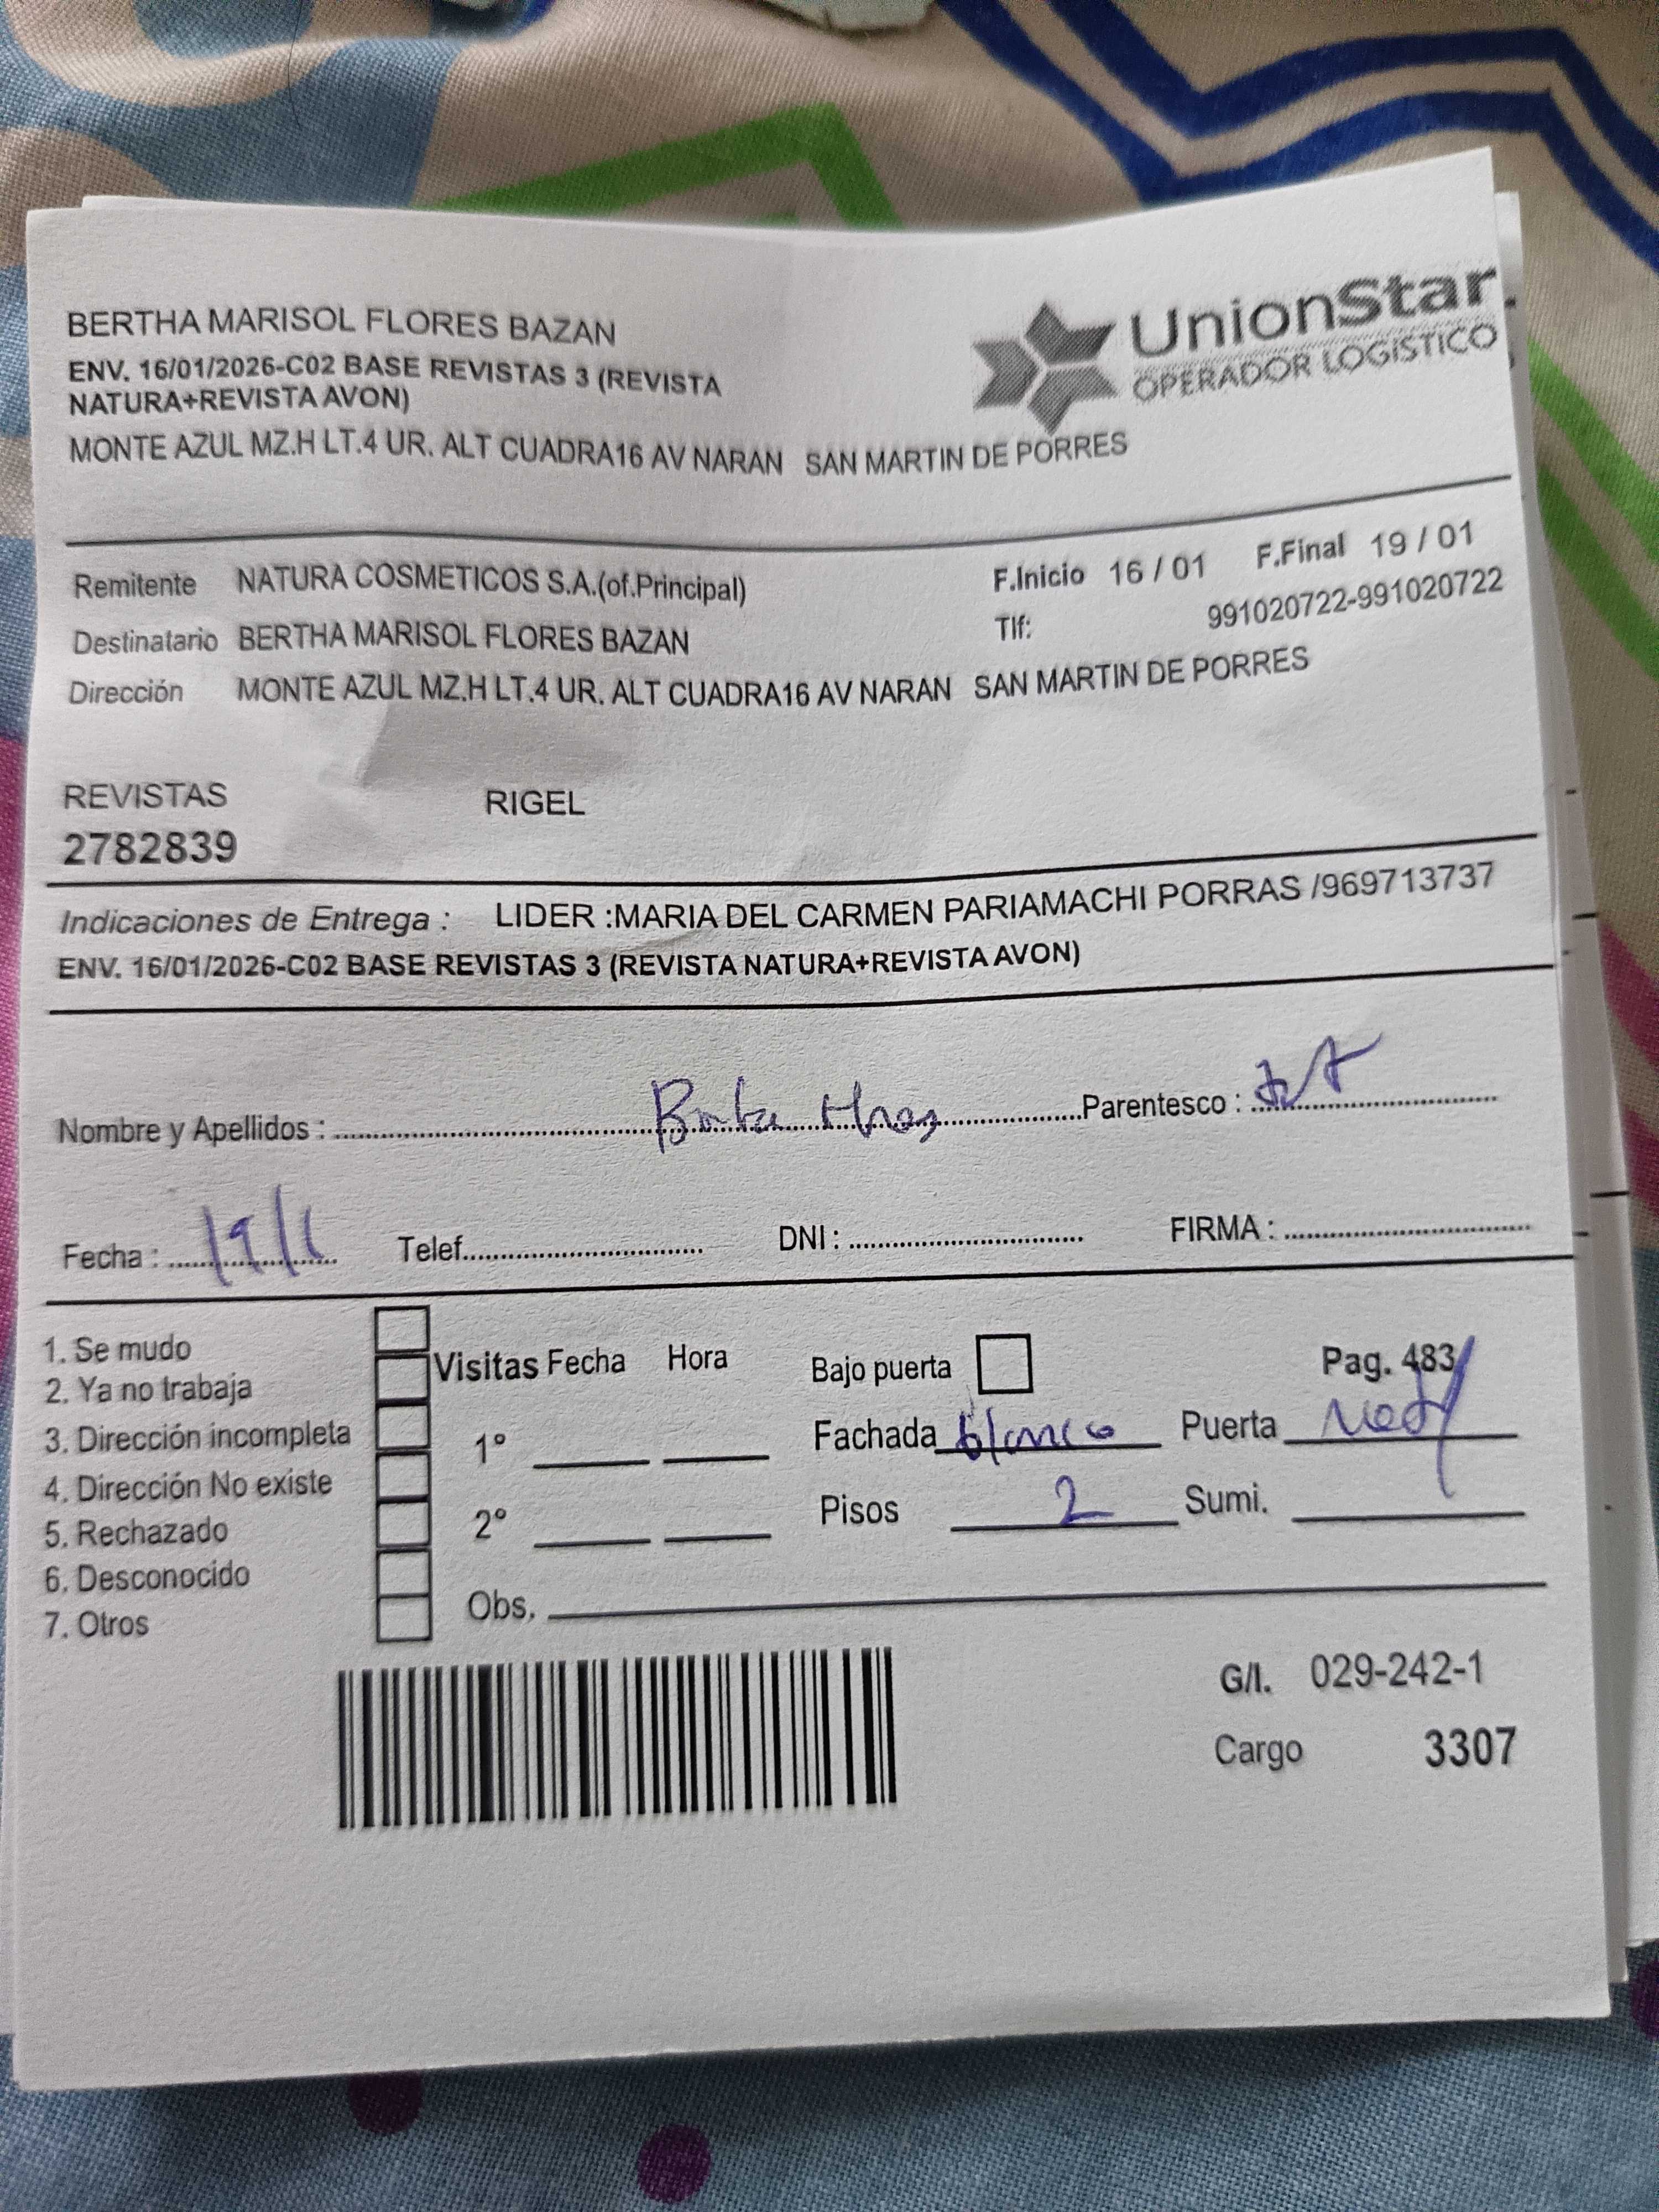 BERTHA MARISOL FLORES BAZAN
ENV. 16/01/2026-C02 BASE REVISTAS 3 (REVISTA
NATURA+REVISTA AVON)
MONTE AZUL MZ.H LT.4 UR. ALT CUADRA16 AV NARAN SAN MARTIN DE PORRES
UnionStar.
OPERADOR LOGÍSTICO
Remitente NATURA COSMETICOS S.A.(of.Principal) F.Inicio 16 / 01 F.Final 19 / 01
Destinatario BERTHA MARISOL FLORES BAZAN Tlf: 991020722-991020722
Dirección MONTE AZUL MZ.H LT.4 UR. ALT CUADRA16 AV NARAN SAN MARTIN DE PORRES
REVISTAS RIGEL
2782839
Indicaciones de Entrega : LIDER :MARIA DEL CARMEN PARIAMACHI PORRAS /969713737
ENV. 16/01/2026-C02 BASE REVISTAS 3 (REVISTA NATURA+REVISTA AVON)
Nombre y Apellidos : Parentesco :
Fecha : 19/1 Telef. DNI : FIRMA :
1. Se mudo
2. Ya no trabaja
3. Dirección incompleta
4. Dirección No existe
5. Rechazado
6. Desconocido
7. Otros
Visitas Fecha Hora
1°
2°
Obs.
Bajo puerta Pag. 483
Fachada blanco Puerta
Pisos 2 Sumi.
G/I. 029-242-1
Cargo 3307